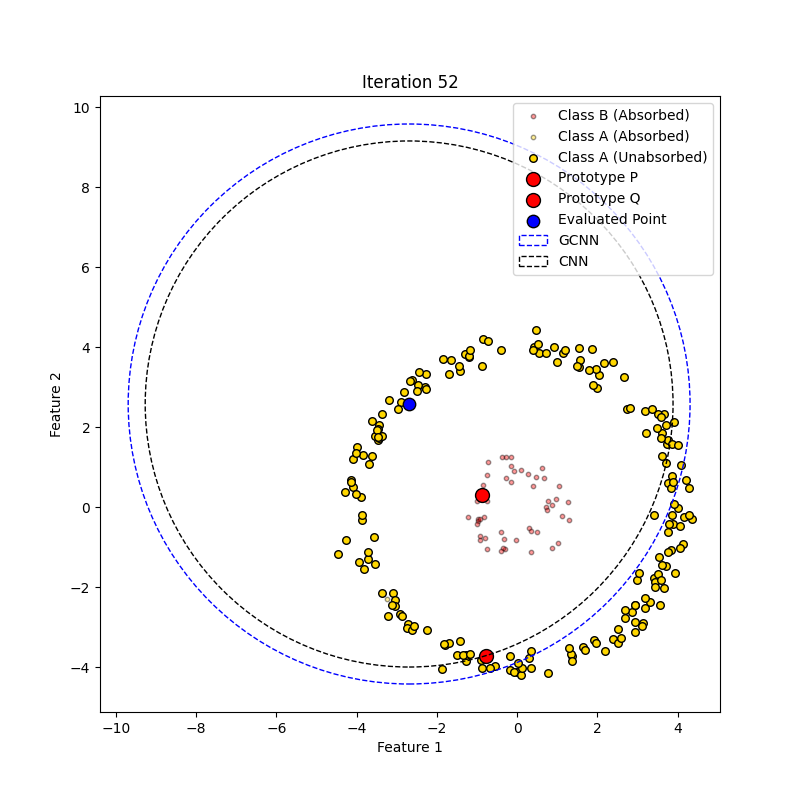 Iteration 52
Class B (Absorbed)
Class A (Absorbed)
Class A (Unabsorbed)
Prototype P
Prototype Q
Evaluated Point
GCNN
CNN
10
8
6
4
2
0
−2
−4
Feature 2
−10
−8
−6
−4
−2
0
2
4
Feature 1